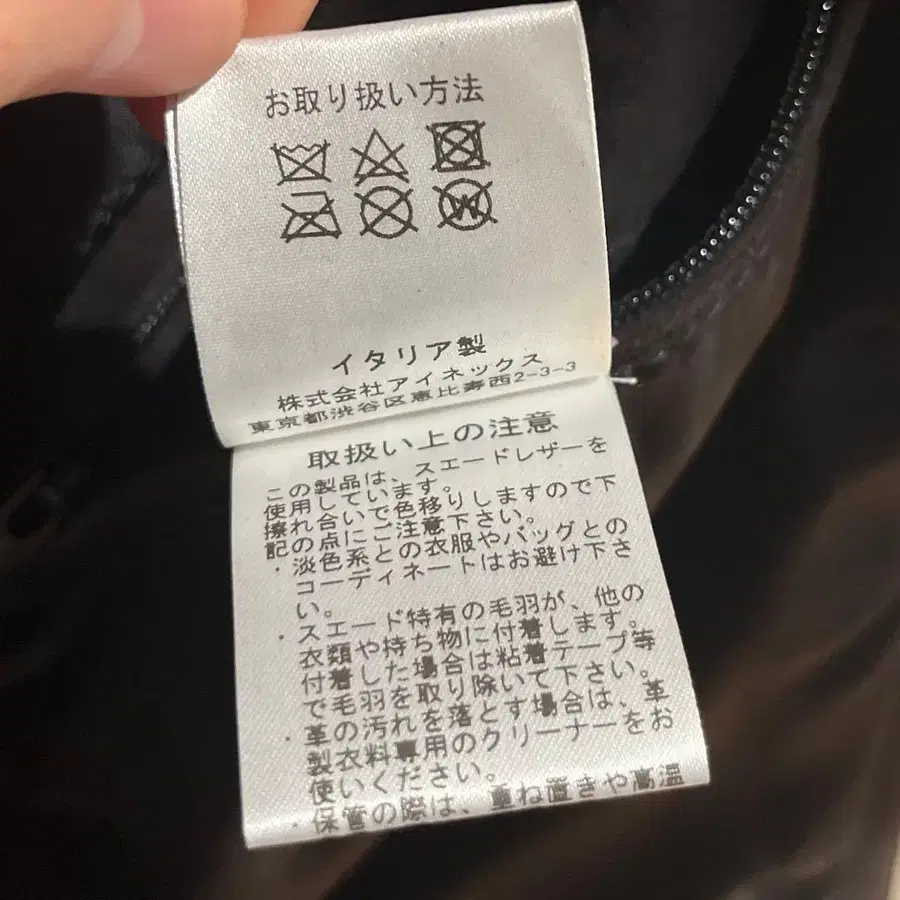 お取り扱い方法
W
イタリア製
株式会社アイネックス
東京都渋谷区恵比寿西2-3-3
取扱い上の注意
この製品は、スエードレザーを
使用しています。
擦れ合いで色移りしますので下
記の点にご注意下さい。
・淡色系との衣服やバッグとの
コーディネートはお避け下さ
い。
・スエード特有の毛羽が、他の
衣類や持ち物に付着します。
付着した場合は粘着テープ等
で毛羽を取り除いて下さい。
・革の汚れを落とす場合は、革
製衣料専用のクリーナーをお
使いください。
・保管の際は、重ね置きや高温